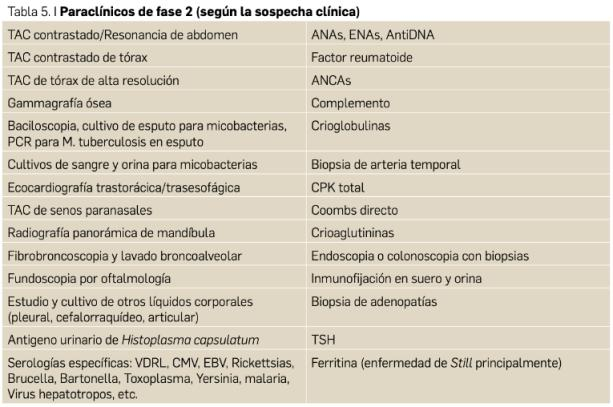 Tabla 5. I Paraclínicos de fase 2 (según la sospecha clínica)
TAC contrastado/Resonancia de abdomen
ANAs, ENAs, AntiDNA
TAC contrastado de tórax
Factor reumatoide
TAC de tórax de alta resolución
ANCAs
Gammagrafía ósea
Complemento
Baciloscopia, cultivo de esputo para micobacterias,
PCR para M. tuberculosis en esputo
Crioglobulinas
Cultivos de sangre y orina para micobacterias
Biopsia de arteria temporal
Ecocardiografía trastorácica/trasesofágica
CPK total
TAC de senos paranasales
Coombs directo
Radiografía panorámica de mandíbula
Crioaglutininas
Fibrobroncoscopia y lavado broncoalveolar
Endoscopia o colonoscopia con biopsias
Fundoscopia por oftalmología
Inmunofijación en suero y orina
Estudio y cultivo de otros líquidos corporales
(pleural, cefalorraquídeo, articular)
Biopsia de adenopatías
Antigeno urinario de Histoplasma capsulatum
TSH
Serologías específicas: VDRL, CMV, EBV, Rickettsias,
Brucella, Bartonella, Toxoplasma, Yersinia, malaria,
Virus hepatotropos, etc.
Ferritina (enfermedad de Still principalmente)